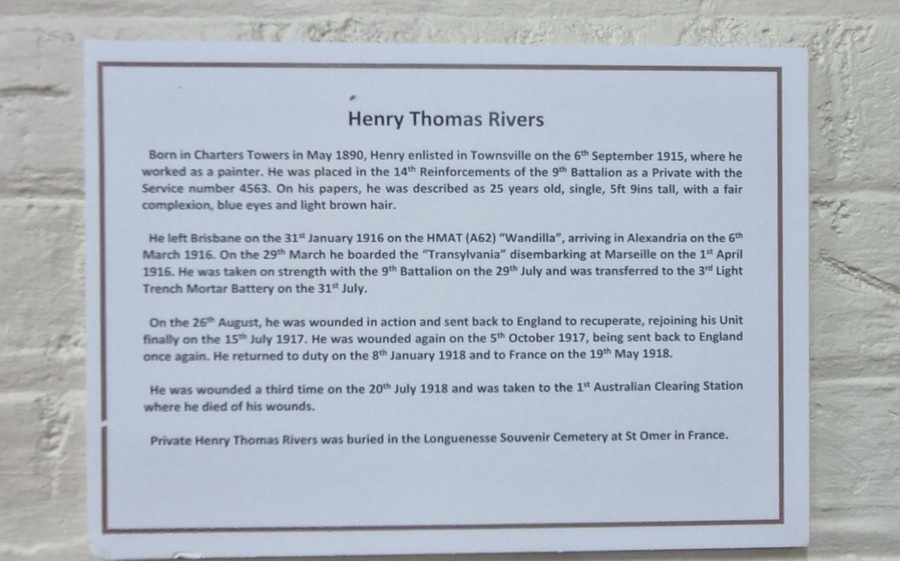 Henry Thomas Rivers
Born in Charters Towers in May 1890, Henry enlisted in Townsville on the 6th September 1915, where he
worked as a painter. He was placed in the 14th Reinforcements of the 9th Battalion as a Private with the
Service number 4563. On his papers, he was described as 25 years old, single, 5ft 9ins tall, with a fair
complexion, blue eyes and light brown hair.
He left Brisbane on the 31st January 1916 on the HMAT (A62) "Wandilla", arriving in Alexandria on the 6th
March 1916. On the 29th March he boarded the "Transylvania" disembarking at Marseille on the 1st April
1916. He was taken on strength with the 9th Battalion on the 29th July and was transferred to the 3rd Light
Trench Mortar Battery on the 31st July.
On the 26th August, he was wounded in action and sent back to England to recuperate, rejoining his Unit
finally on the 15th July 1917. He was wounded again on the 5th October 1917, being sent back to England
once again. He returned to duty on the 8th January 1918 and to France on the 19th May 1918.
He was wounded a third time on the 20th July 1918 and was taken to the 1st Australian Clearing Station
where he died of his wounds.
Private Henry Thomas Rivers was buried in the Longuenesse Souvenir Cemetery at St Omer in France.